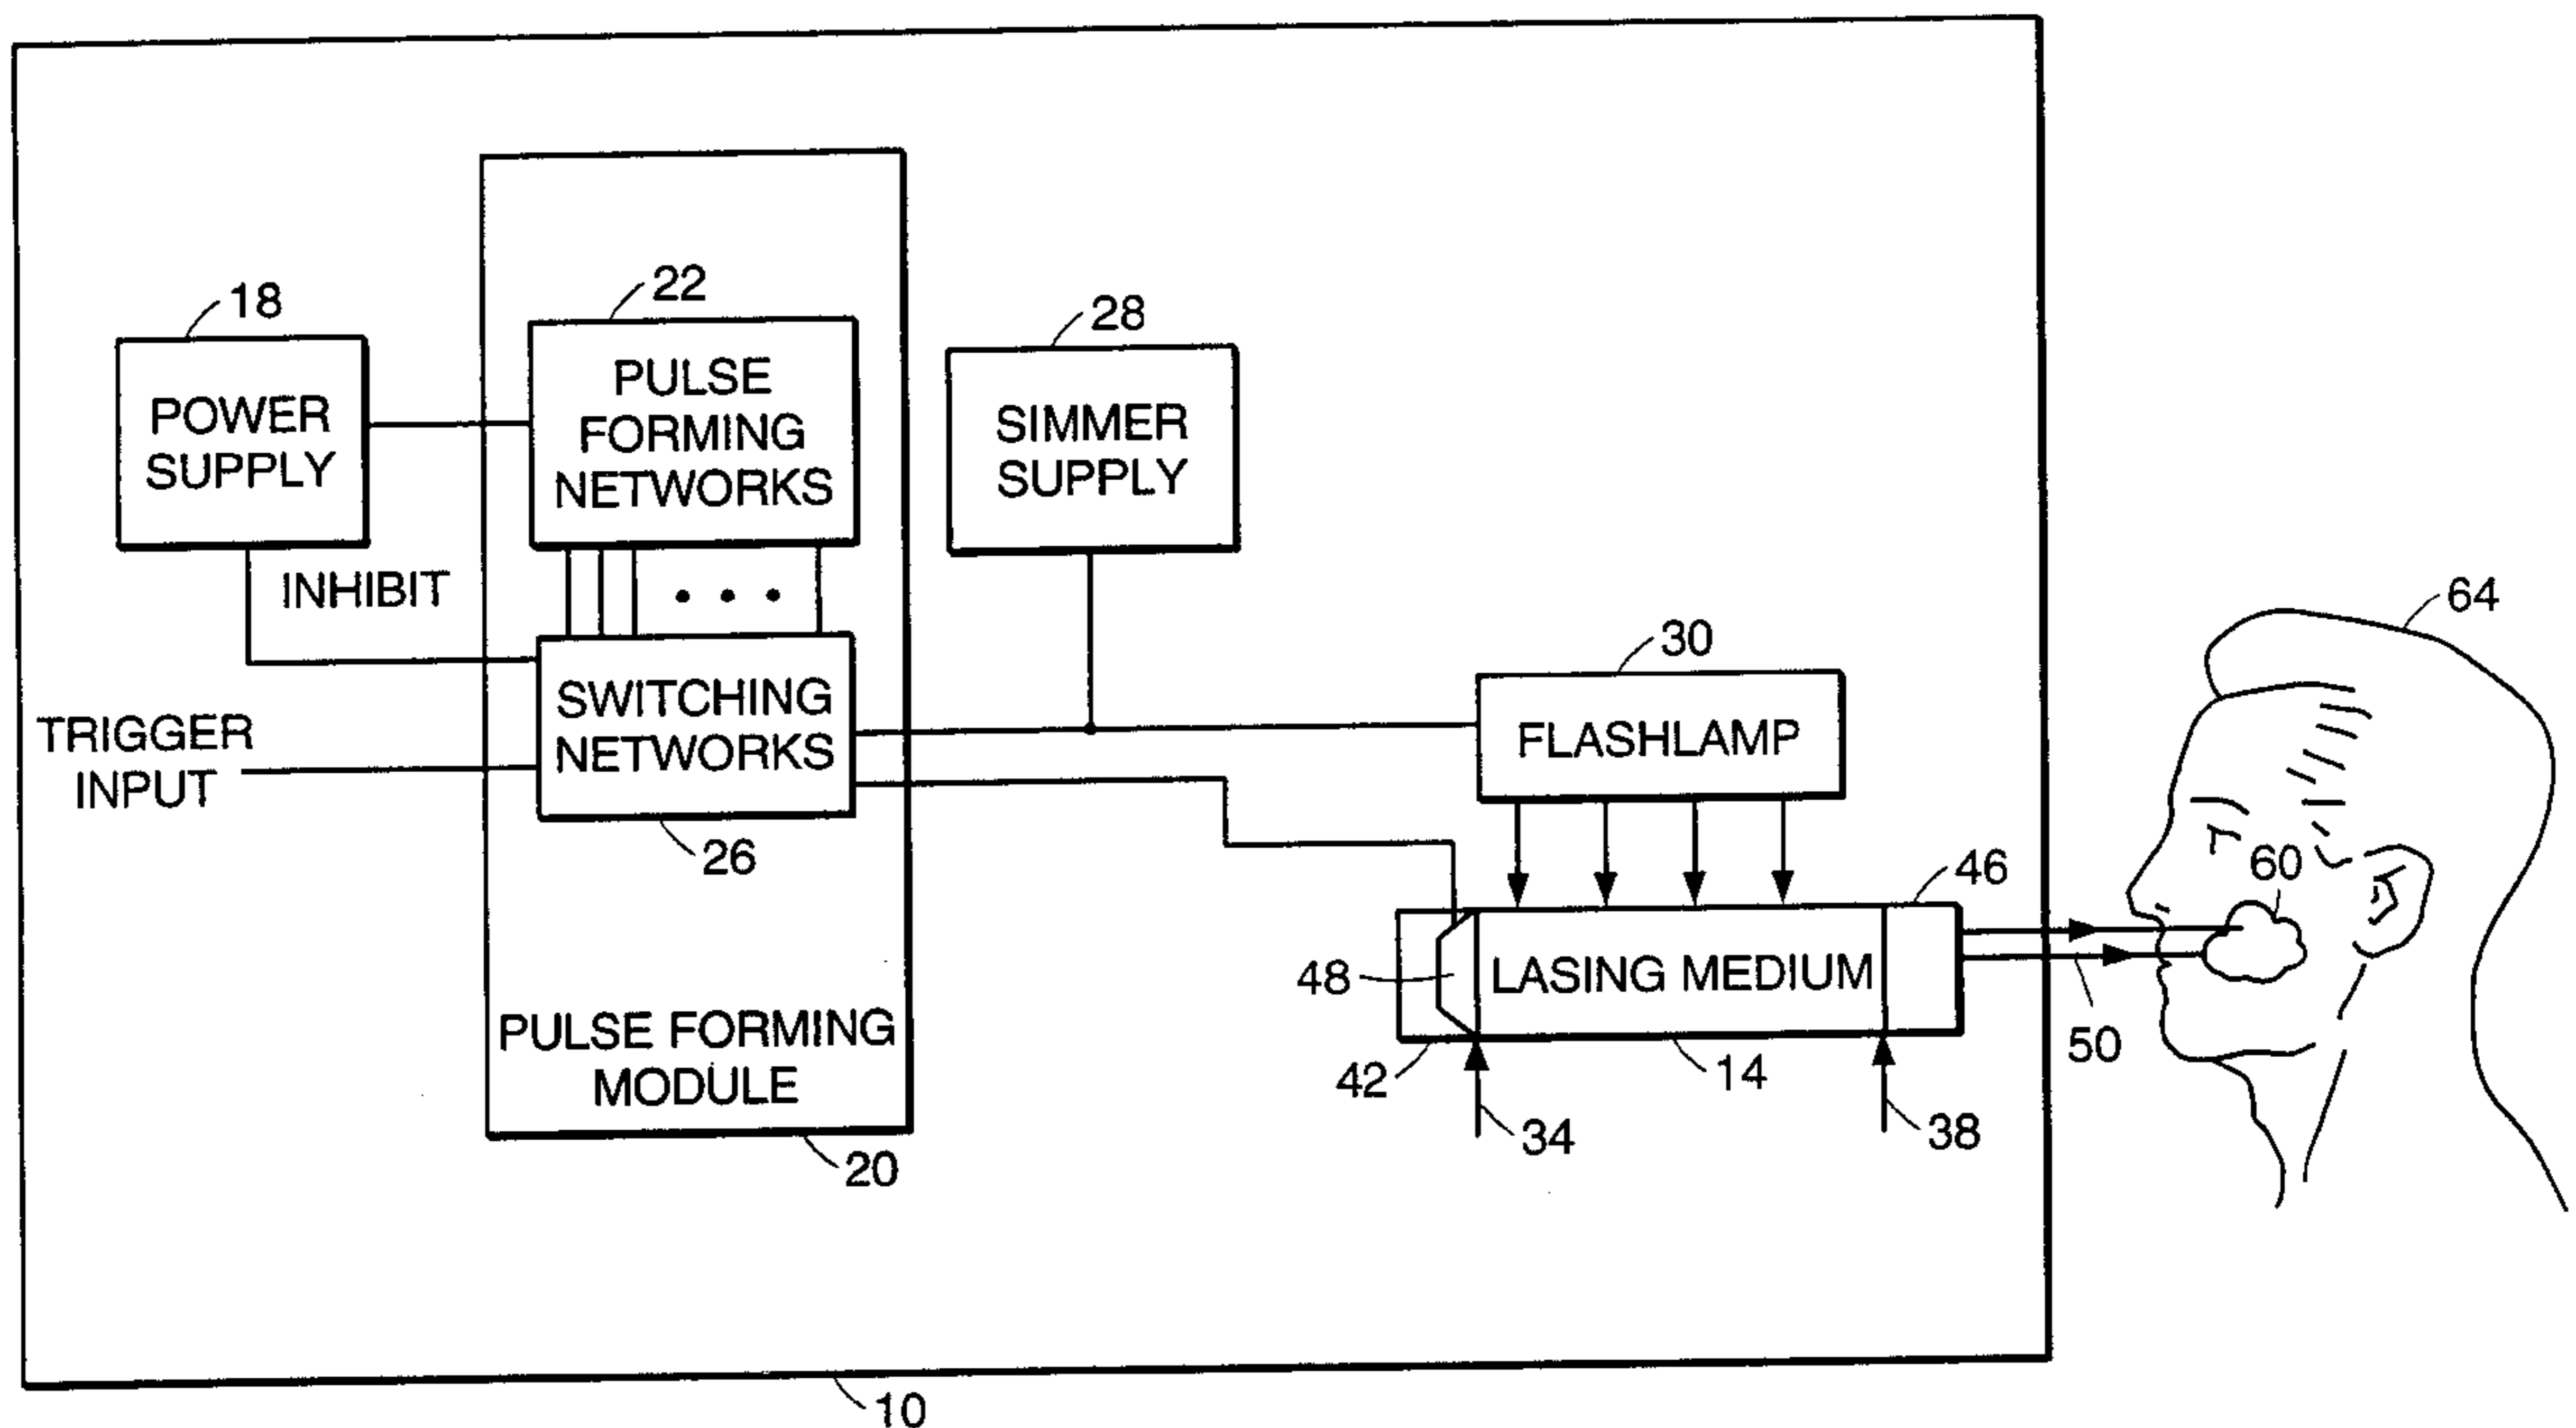 18
POWER
SUPPLY
22
PULSE
FORMING
NETWORKS
28
SIMMER
SUPPLY
INHIBIT
TRIGGER
INPUT
SWITCHING
NETWORKS
26
PULSE FORMING
MODULE
20
30
FLASHLAMP
46
48
LASING MEDIUM
42
34
14
38
50
60
64
10